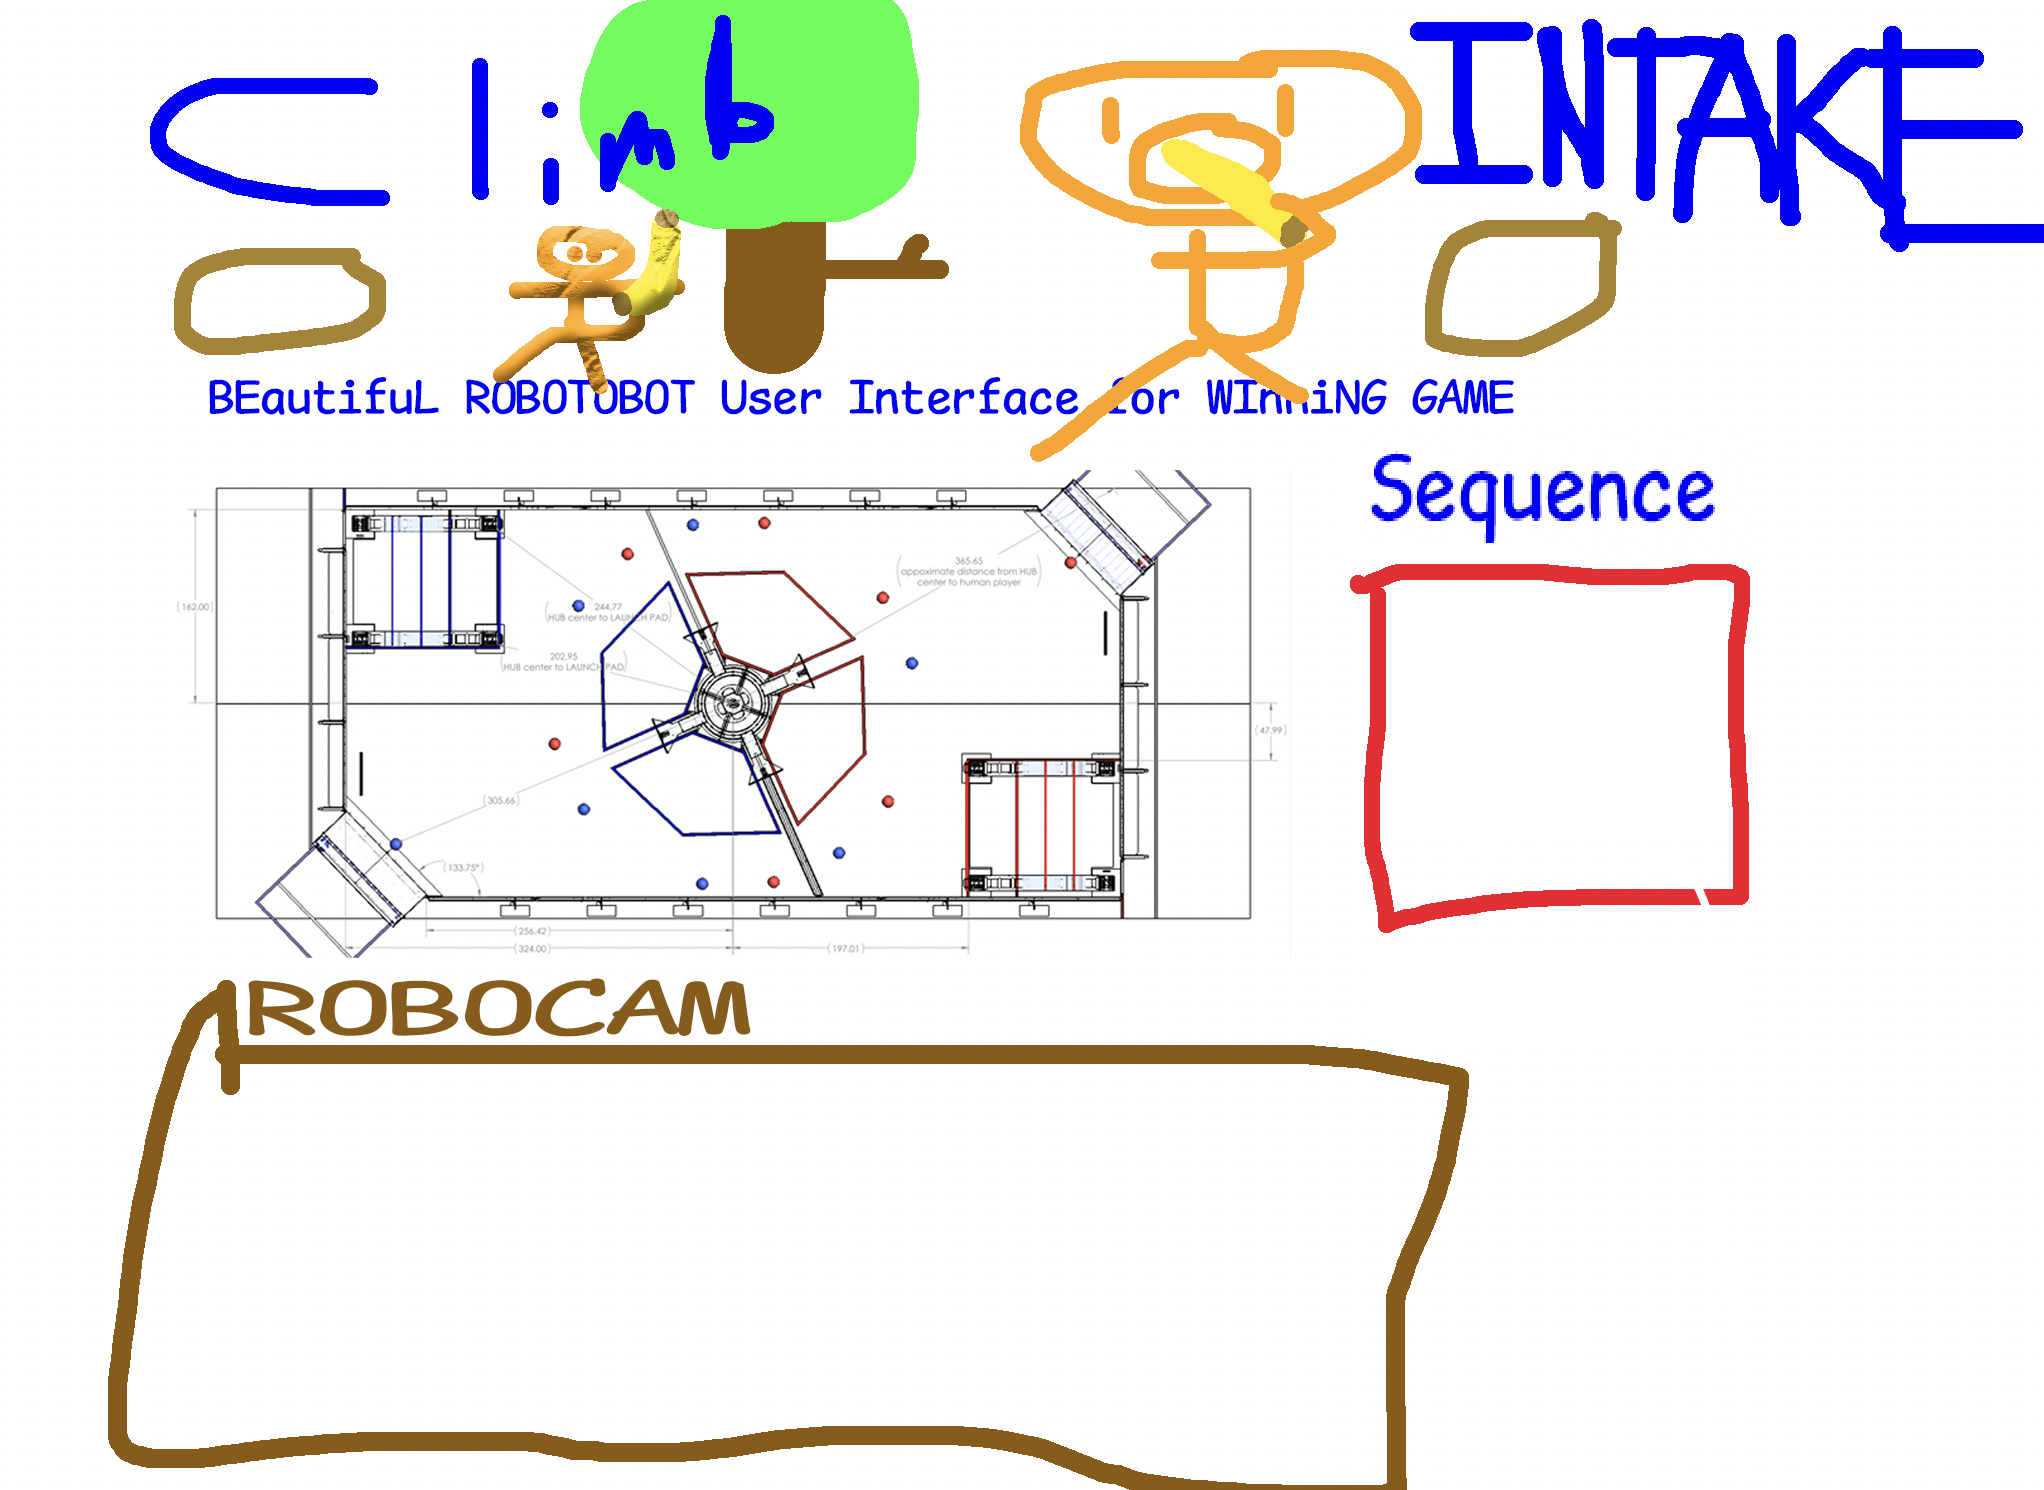 Climb
INTAKE
BEautifuL ROBOTOBOT User Interface for WInniNG GAME
Sequence
365.65
appoximate distance from HUB
center to human player
244.77
HUB center to LAUNCH PAD
(162.00)
202.95
HUB center to LAUNCH PAD
(47.99)
(305.66)
(133.75°)
(256.42)
(324.00)
(197.01)
ROBOCAM